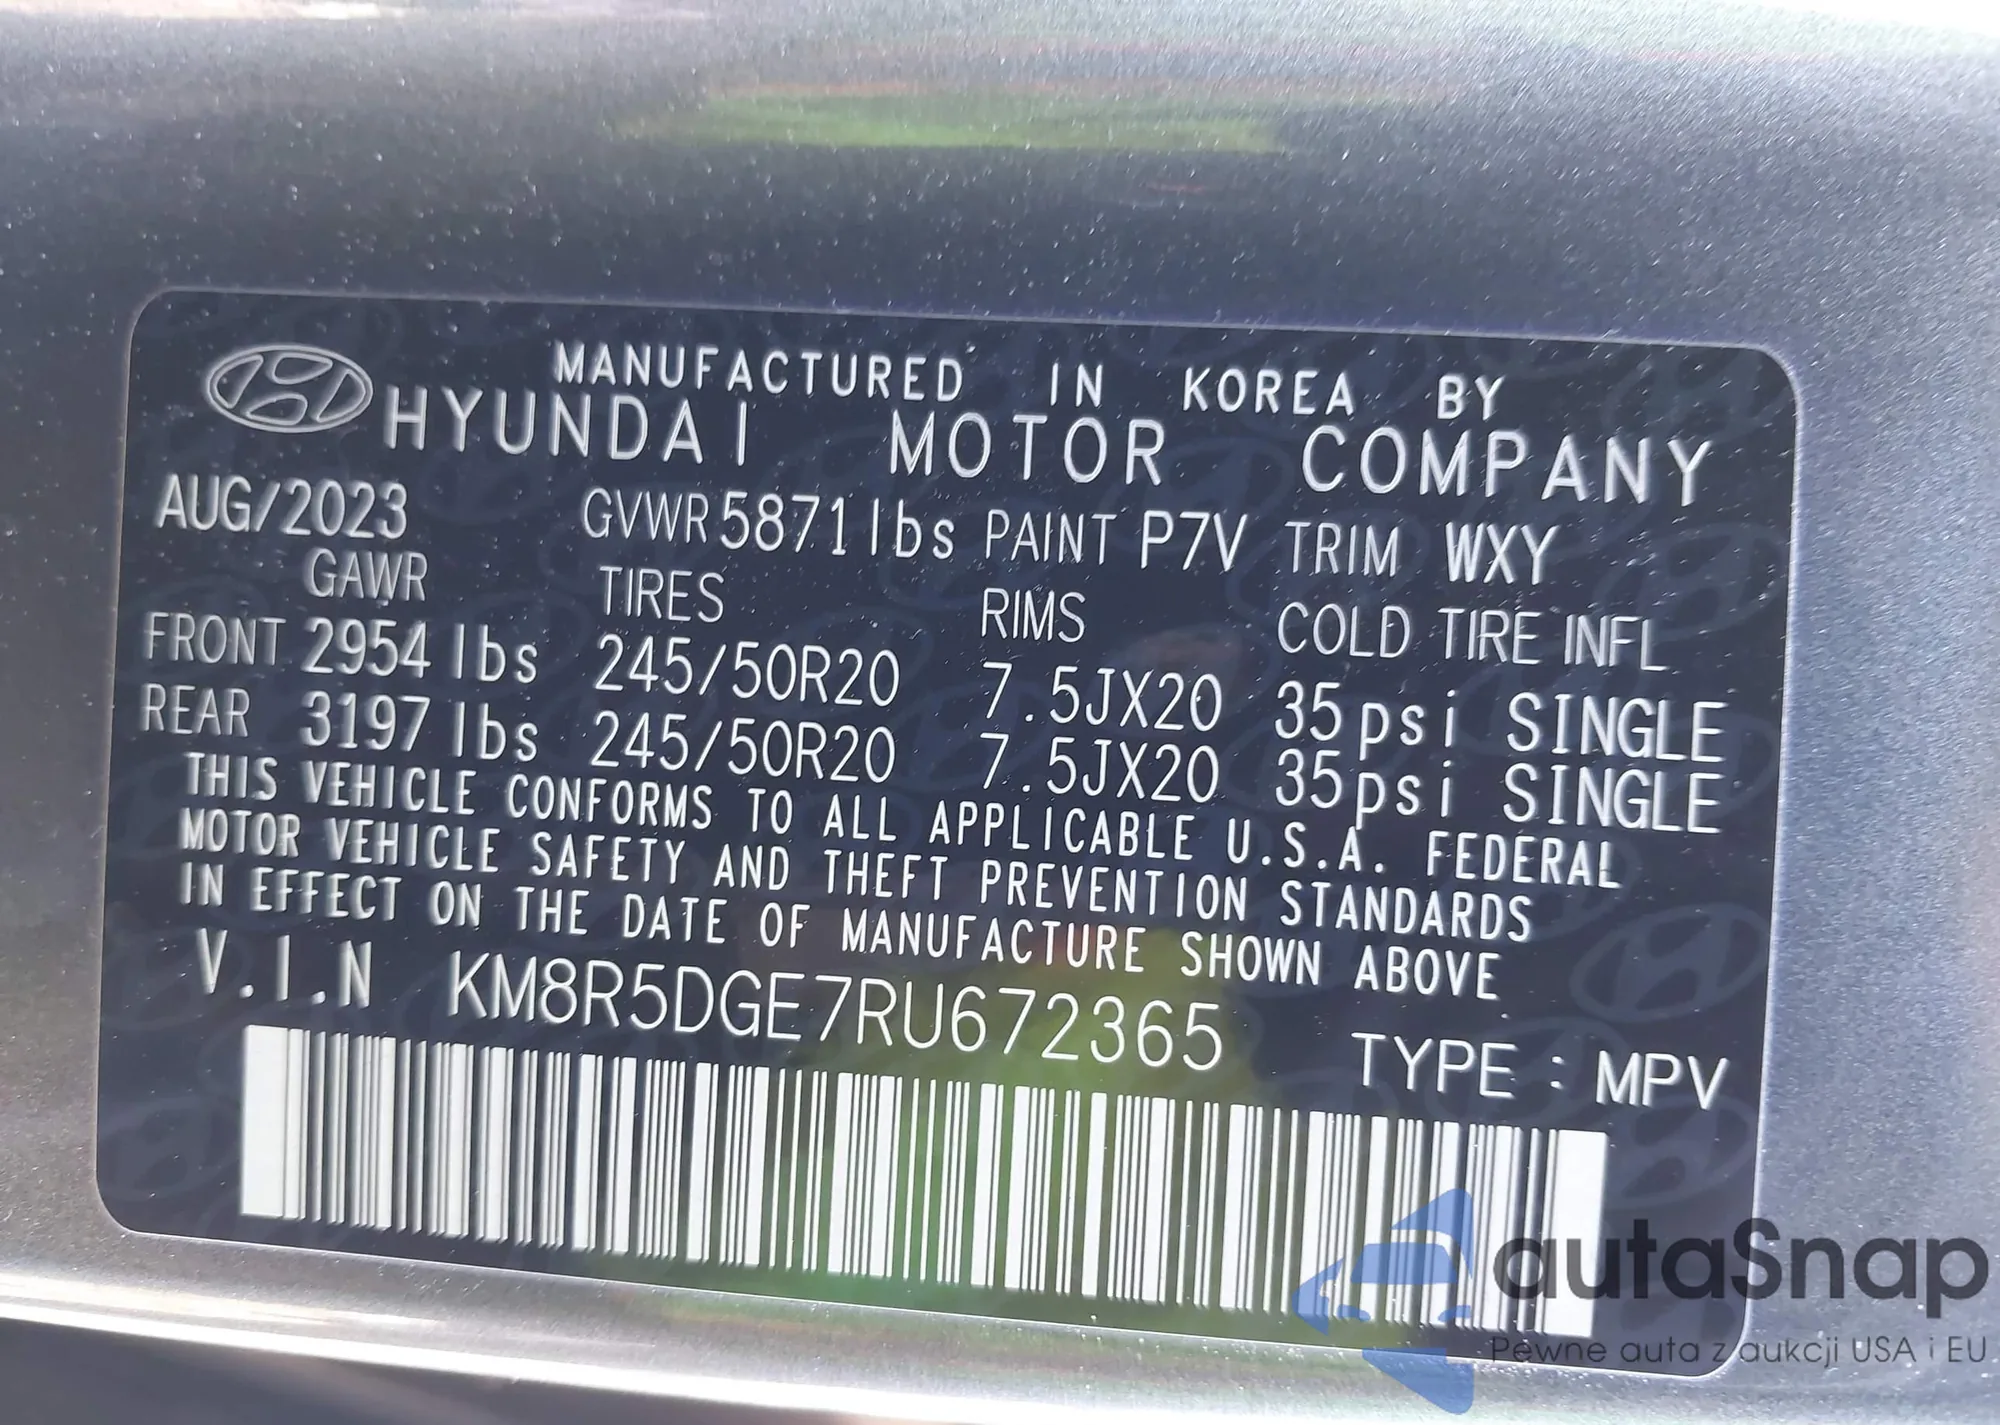 MANUFACTURED IN KOREA BY
HYUNDAI MOTOR COMPANY
AUG/2023 GVWR 5871lbs PAINT P7V TRIM WXY
GAWR TIRES RIMS COLD TIRE INFL
FRONT 2954 lbs 245/50R20 7.5JX20 35psi SINGLE
REAR 3197 lbs 245/50R20 7.5JX20 35psi SINGLE
THIS VEHICLE CONFORMS TO ALL APPLICABLE U.S.A. FEDERAL
MOTOR VEHICLE SAFETY AND THEFT PREVENTION STANDARDS
IN EFFECT ON THE DATE OF MANUFACTURE SHOWN ABOVE
V.I.N KM8R5DGE7RU672365
TYPE : MPV
autaSnap
Pewne auta z aukcji USA i EU